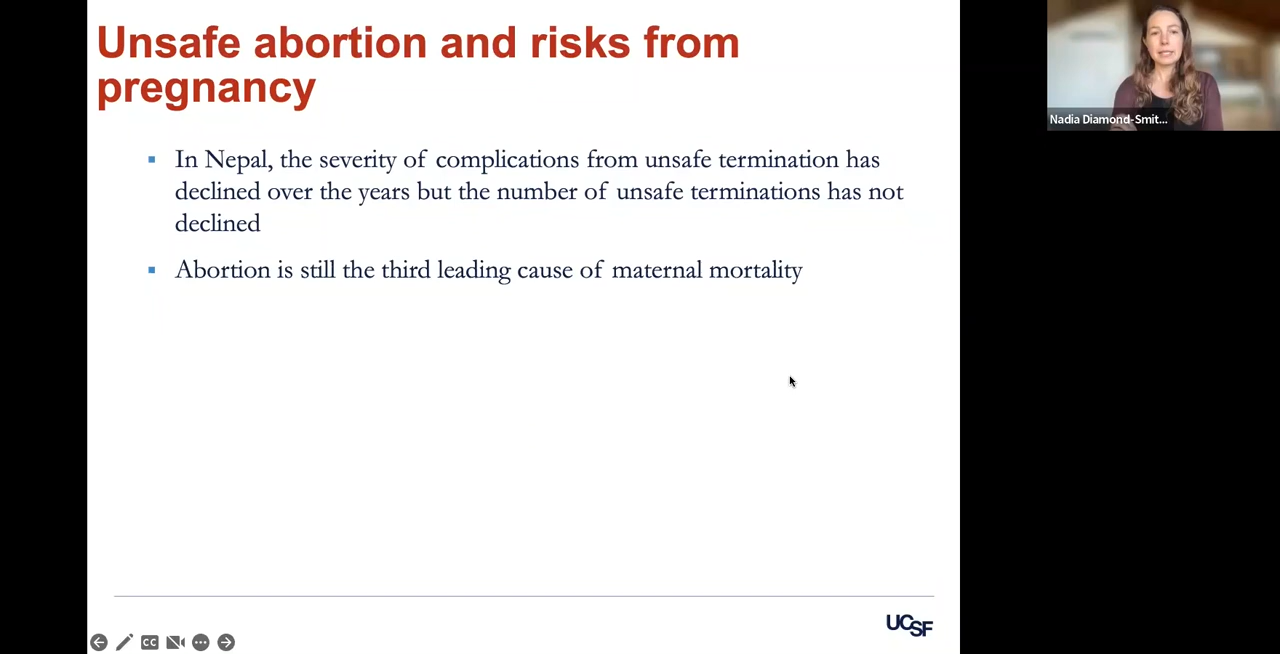 Unsafe abortion and risks from
pregnancy
In Nepal, the severity of complications from unsafe termination has
declined over the years but the number of unsafe terminations has not
declined
Abortion is still the third leading cause of maternal mortality
Nadia Diamond-Smit...
UCSF
CC